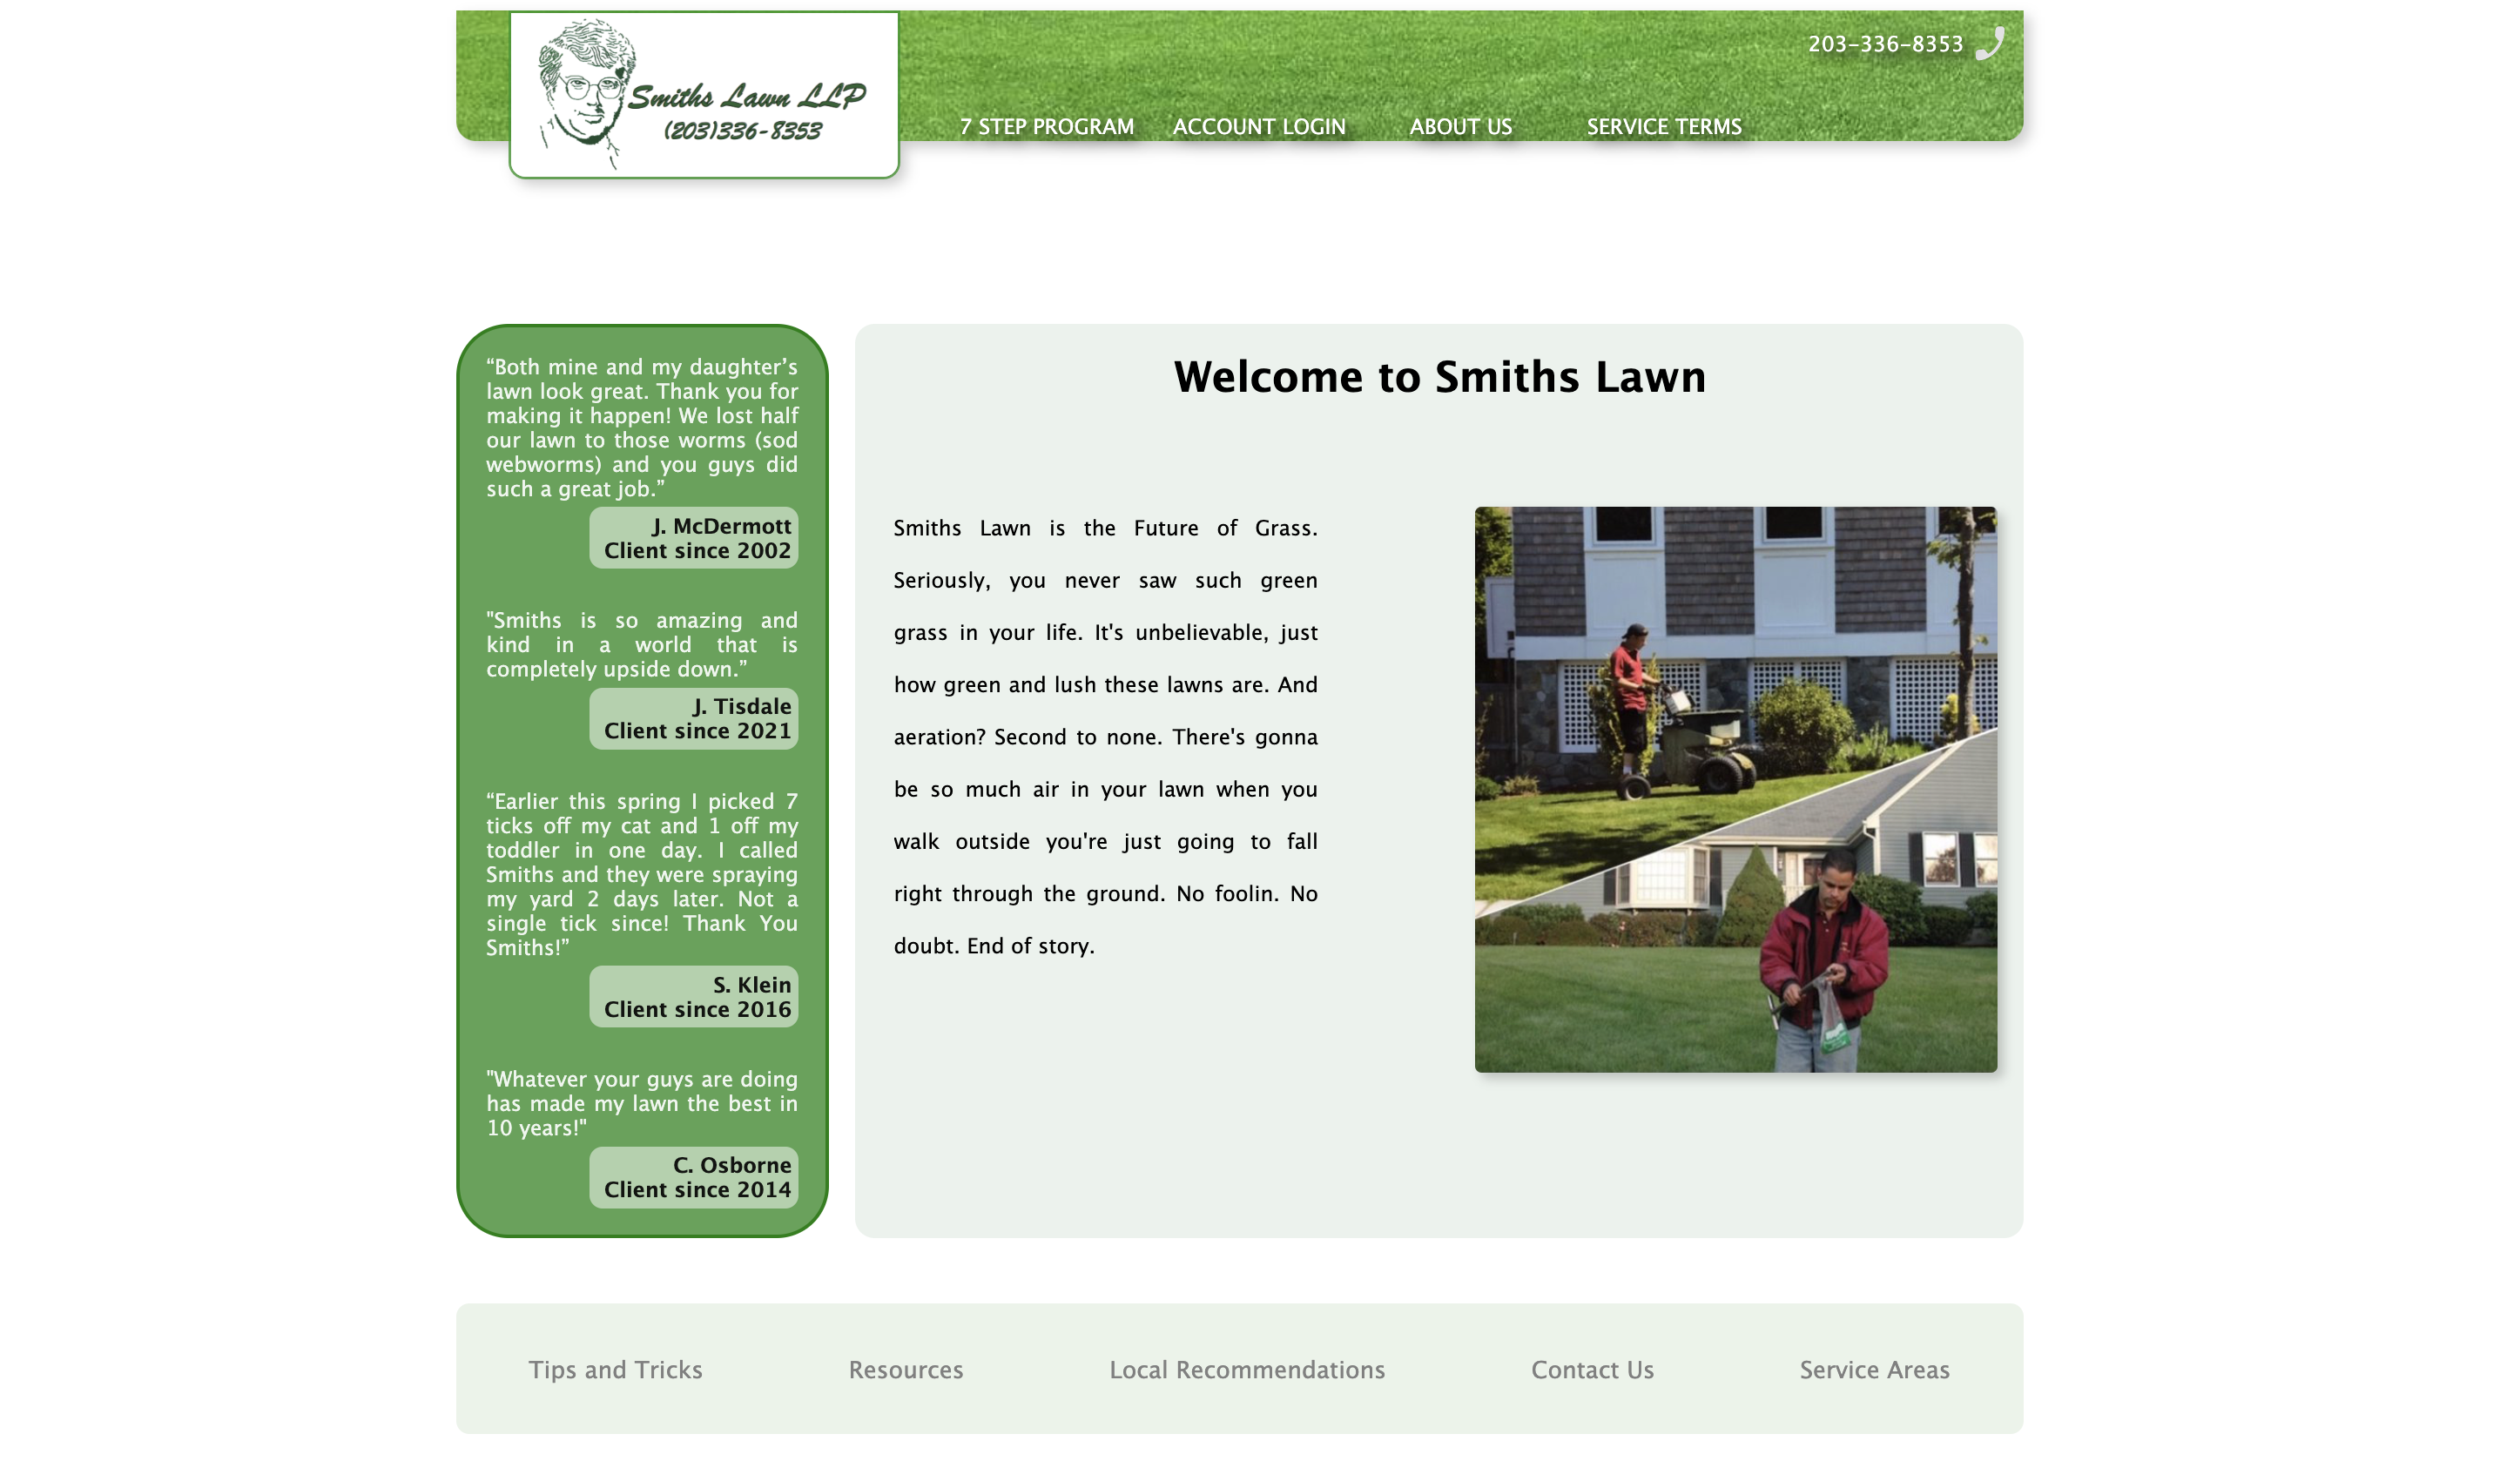 Smiths Lawn LLP
(203)336-8353
203-336-8353
7 STEP PROGRAM
ACCOUNT LOGIN
ABOUT US
SERVICE TERMS
“Both mine and my daughter’s
lawn look great. Thank you for
making it happen! We lost half
our lawn to those worms (sod
webworms) and you guys did
such a great job.”
J. McDermott
Client since 2002
"Smiths is so amazing and
kind in a world that is
completely upside down.”
J. Tisdale
Client since 2021
“Earlier this spring I picked 7
ticks off my cat and 1 off my
toddler in one day. I called
Smiths and they were spraying
my yard 2 days later. Not a
single tick since! Thank You
Smiths!”
S. Klein
Client since 2016
"Whatever your guys are doing
has made my lawn the best in
10 years!"
C. Osborne
Client since 2014
Welcome to Smiths Lawn
Smiths Lawn is the Future of Grass.
Seriously, you never saw such green
grass in your life. It's unbelievable, just
how green and lush these lawns are. And
aeration? Second to none. There's gonna
be so much air in your lawn when you
walk outside you're just going to fall
right through the ground. No foolin. No
doubt. End of story.
Tips and Tricks
Resources
Local Recommendations
Contact Us
Service Areas